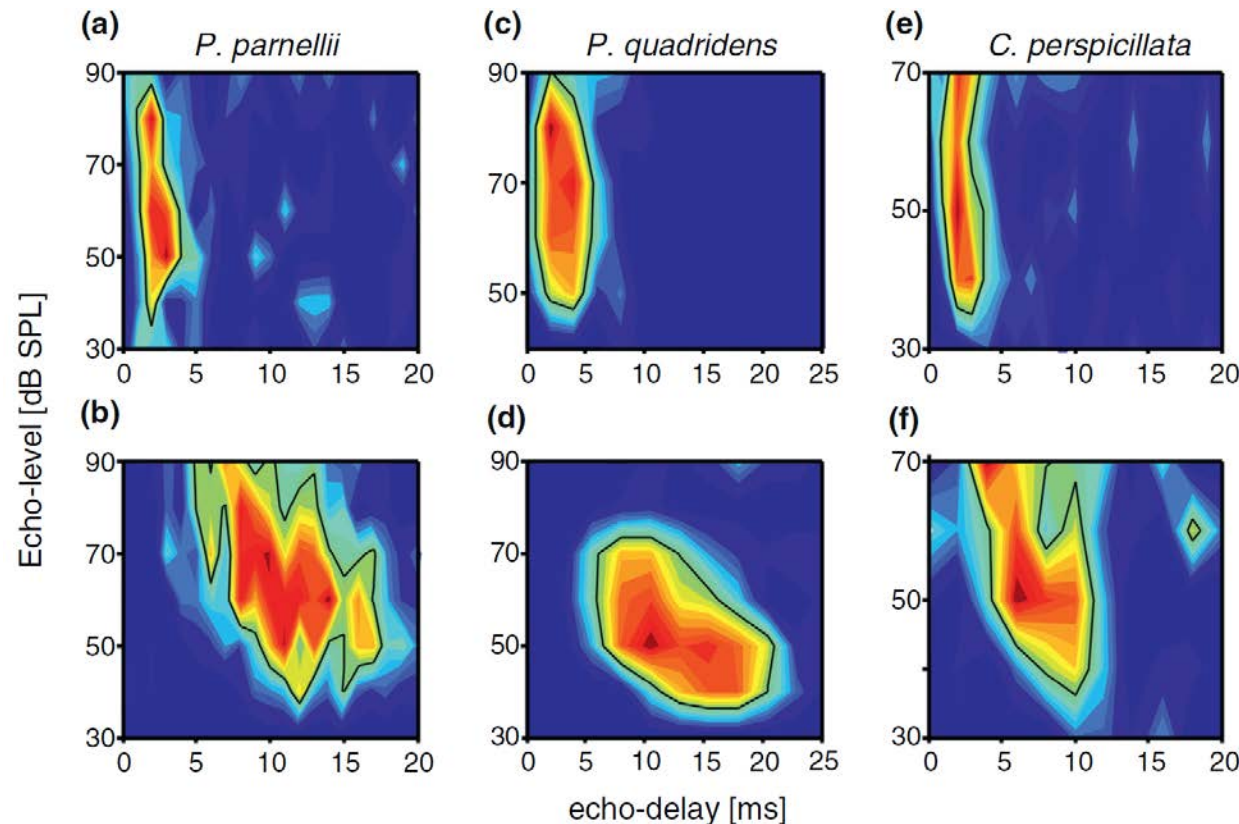 (a) P. parnellii
(c) P. quadridens
(e) C. perspicillata
90
70
50
30
0 5 10 15 20
90
70
50
0 5 10 15 20 25
70
50
30
0 5 10 15 20
Echo-level [dB SPL]
(b)
(d)
(f)
90
70
50
30
0 5 10 15 20
90
70
50
30
0 5 10 15 20 25
70
50
30
0 5 10 15 20
echo-delay [ms]